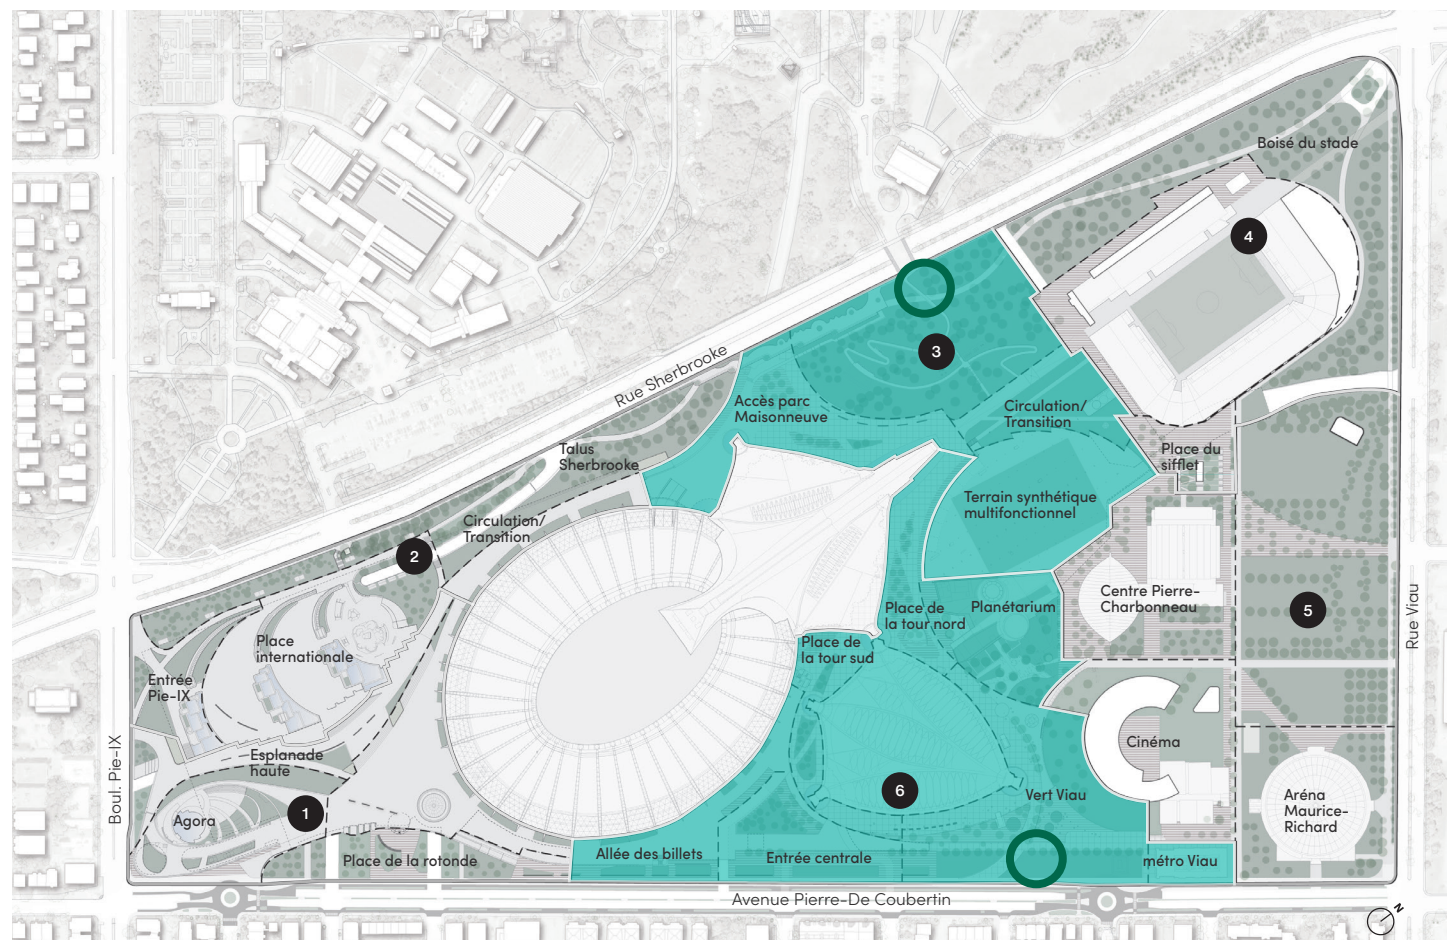 Boisé du stade
4
3
Rue Sherbrooke
Accès parc
Maisonneuve
Circulation/
Transition
Talus
Sherbrooke
Place du
sifflet
Terrain synthétique
multifonctionnel
Circulation/
Transition
2
Centre Pierre-
Charbonneau
Planétarium
Place de
la tour nord
5
Rue Viau
Place
internationale
Place de
la tour sud
Entrée
Pie-IX
Esplanade
haute
Cinéma
Boul. Pie-IX
6
Vert Viau
Aréna
Maurice-
Richard
1
Agora
Place de la rotonde
Allée des billets
Entrée centrale
métro Viau
Avenue Pierre-De Coubertin
N